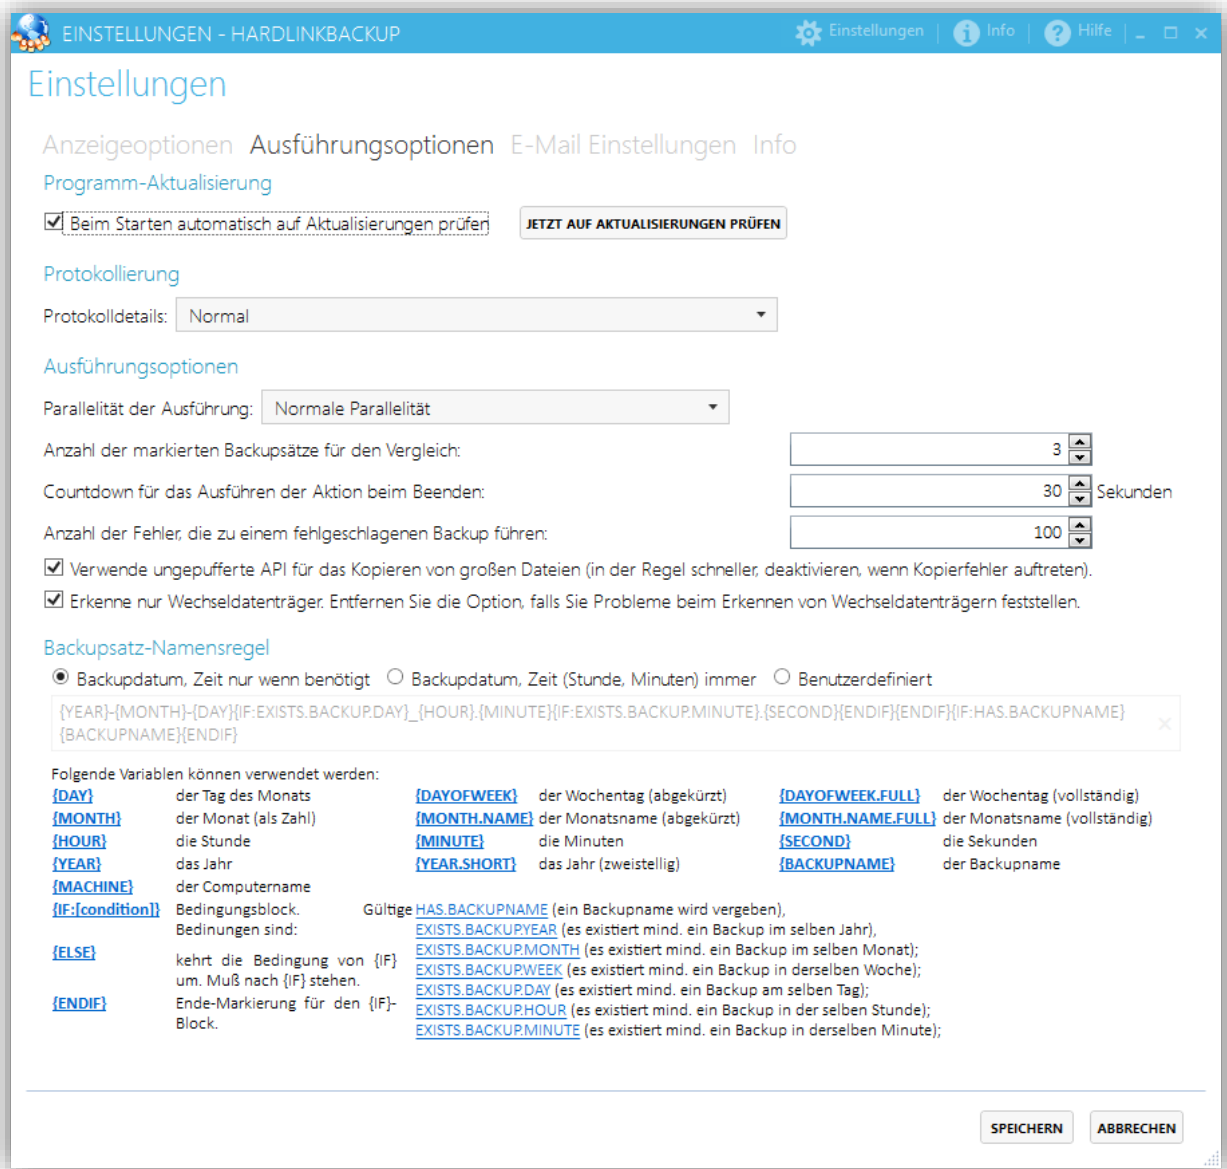 EINSTELLUNGEN - HARDLINKBACKUP
Einstellungen
Info
Hilfe
Einstellungen
Anzeigeoptionen Ausführungsoptionen E-Mail Einstellungen Info
Programm-Aktualisierung
Beim Starten automatisch auf Aktualisierungen prüfen
JETZT AUF AKTUALISIERUNGEN PRÜFEN
Protokollierung
Protokolldetails: Normal
Ausführungsoptionen
Parallelität der Ausführung: Normale Parallelität
Anzahl der markierten Backupsätze für den Vergleich: 3
Countdown für das Ausführen der Aktion beim Beenden: 30 Sekunden
Anzahl der Fehler, die zu einem fehlgeschlagenen Backup führen: 100
Verwende ungepufferte API für das Kopieren von großen Dateien (in der Regel schneller, deaktivieren, wenn Kopierfehler auftreten).
Erkenne nur Wechseldatenträger. Entfernen Sie die Option, falls Sie Probleme beim Erkennen von Wechseldatenträgern feststellen.
Backupsatz-Namensregel
Backupdatum, Zeit nur wenn benötigt Backupdatum, Zeit (Stunde, Minuten) immer Benutzerdefiniert
{YEAR}-{MONTH}-{DAY}{IF:EXISTS.BACKUP.DAY}_{HOUR}.{MINUTE}{IF:EXISTS.BACKUP.MINUTE}.{SECOND}{ENDIF}{ENDIF}{IF:HAS.BACKUPNAME}
{BACKUPNAME}{ENDIF}
Folgende Variablen können verwendet werden:
{DAY} der Tag des Monats {DAYOFWEEK} der Wochentag (abgekürzt) {DAYOFWEEK.FULL} der Wochentag (vollständig)
{MONTH} der Monat (als Zahl) {MONTH.NAME} der Monatsname (abgekürzt) {MONTH.NAME.FULL} der Monatsname (vollständig)
{HOUR} die Stunde {MINUTE} die Minuten {SECOND} die Sekunden
{YEAR} das Jahr {YEAR.SHORT} das Jahr (zweistellig) {BACKUPNAME} der Backupname
{MACHINE} der Computername
{IF:[condition]} Bedingungsblock. Gültige HAS.BACKUPNAME (ein Backupname wird vergeben),
Bedinungen sind: EXISTS.BACKUP.YEAR (es existiert mind. ein Backup im selben Jahr),
{ELSE} EXISTS.BACKUP.MONTH (es existiert mind. ein Backup im selben Monat);
kehrt die Bedingung von {IF} EXISTS.BACKUP.WEEK (es existiert mind. ein Backup in derselben Woche);
um. Muß nach {IF} stehen. EXISTS.BACKUP.DAY (es existiert mind. ein Backup am selben Tag);
{ENDIF} Ende-Markierung für den {IF}- EXISTS.BACKUP.HOUR (es existiert mind. ein Backup in der selben Stunde);
Block. EXISTS.BACKUP.MINUTE (es existiert mind. ein Backup in derselben Minute);
SPEICHERN ABBRECHEN